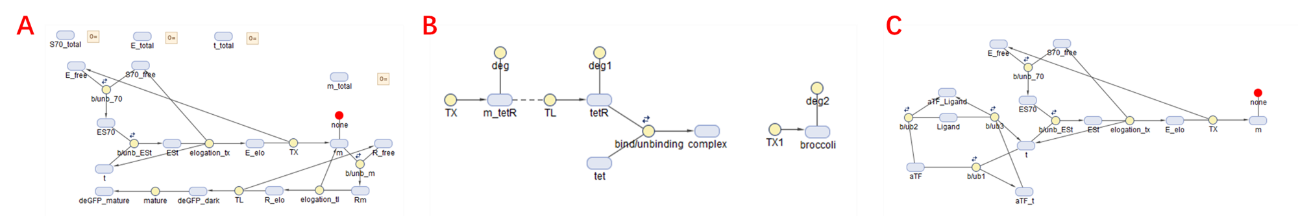 A
S70_total
E_total
t_total
E_free
S70_free
b/unb_70
m_total
ES70
none
b/unb_ESt
ESt
elogation_tx
E_elo
TX
m
R_free
t
b/unb_m
deGFP_mature
mature
deGFP_dark
TL
R_elo
elongation_tl
Rm
B
deg
deg1
TX
m_tetR
TL
tetR
deg2
bind/unbinding
complex
TX1
broccoli
tet
C
E_free
S70_free
b/unb_70
aTF_Ligand
ES70
none
b/ub2
Ligand
b/ub3
b/unb_ESt
ESt
elogation_tx
E_elo
TX
m
t
aTF
b/ub1
aTF_t